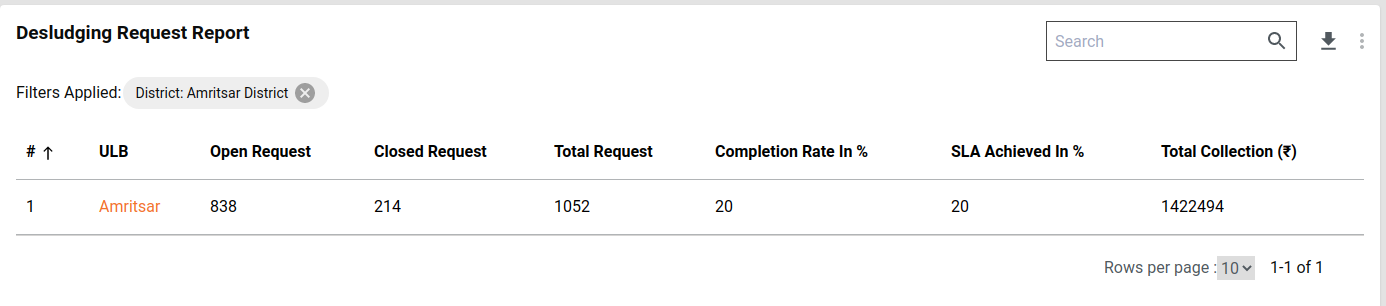 Desludging Request Report
Search
Filters Applied: District: Amritsar District
# ↑ ULB Open Request Closed Request Total Request Completion Rate In % SLA Achieved In % Total Collection (₹)
1 Amritsar 838 214 1052 20 20 1422494
Rows per page : 10 1-1 of 1